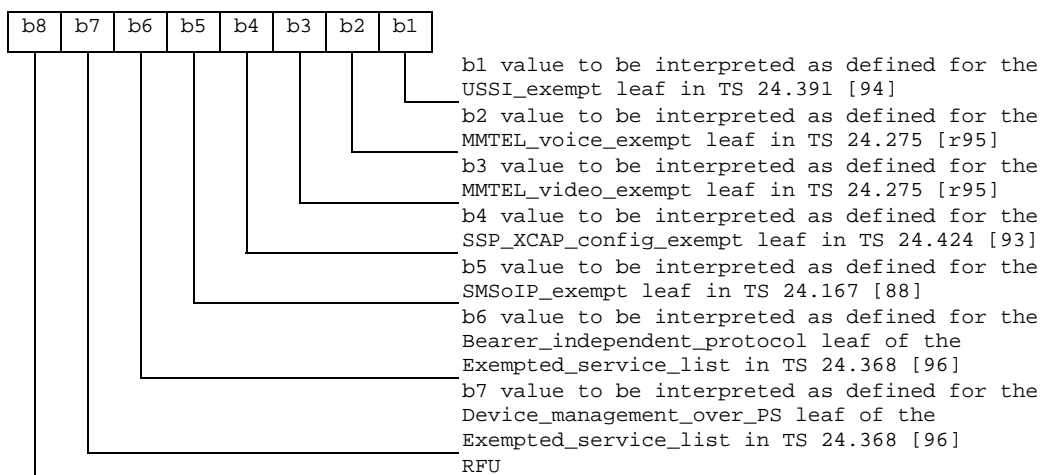 b8 b7 b6 b5 b4 b3 b2 b1
b1 value to be interpreted as defined for the
USSI_exempt leaf in TS 24.391 [94]
b2 value to be interpreted as defined for the
MMTEL_voice_exempt leaf in TS 24.275 [r95]
b3 value to be interpreted as defined for the
MMTEL_video_exempt leaf in TS 24.275 [r95]
b4 value to be interpreted as defined for the
SSP_XCAP_config_exempt leaf in TS 24.424 [93]
b5 value to be interpreted as defined for the
SMSoIP_exempt leaf in TS 24.167 [88]
b6 value to be interpreted as defined for the
Bearer_independent_protocol leaf of the
Exempted_service_list in TS 24.368 [96]
b7 value to be interpreted as defined for the
Device_management_over_PS leaf of the
Exempted_service_list in TS 24.368 [96]
RFU